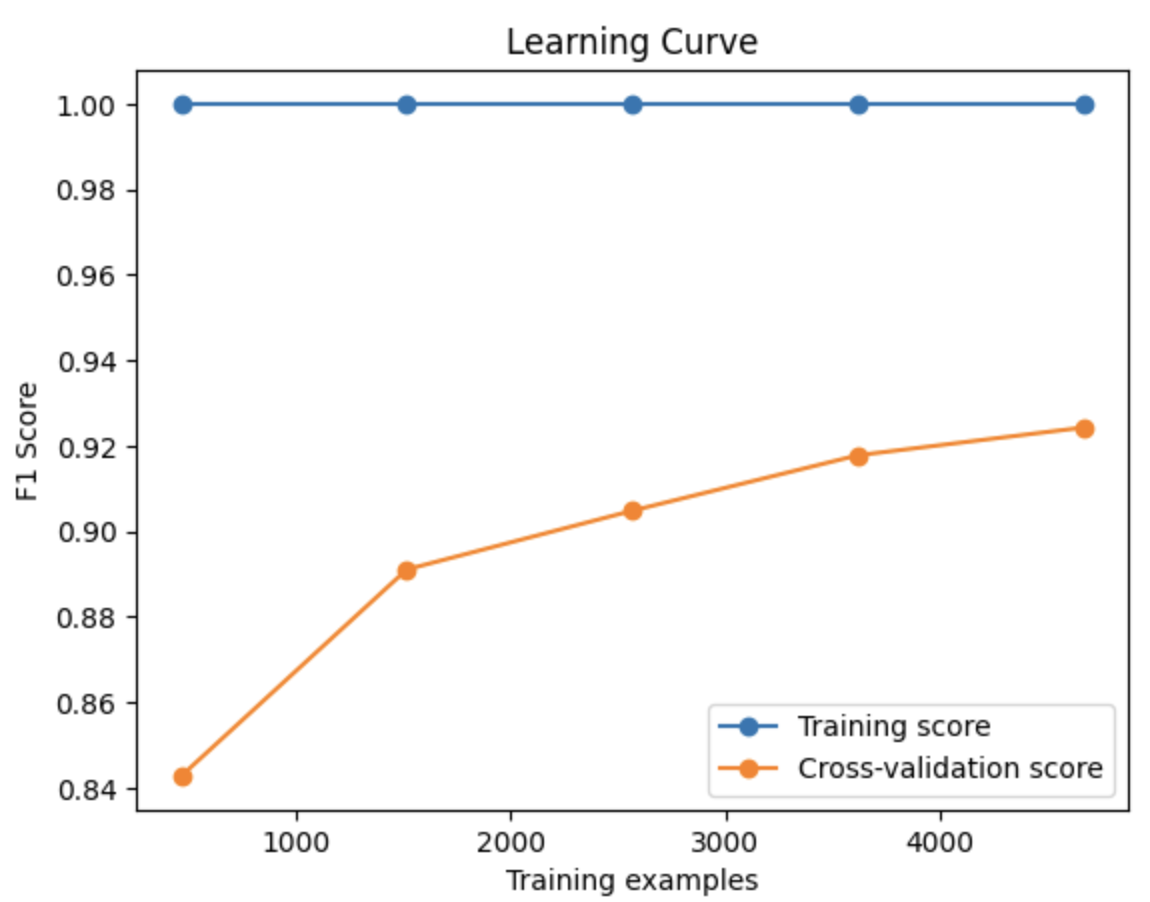 Learning Curve
1.00
0.98
0.96
0.94
0.92
0.90
0.88
0.86
0.84
F1 Score
Training score
Cross-validation score
1000 2000 3000 4000
Training examples